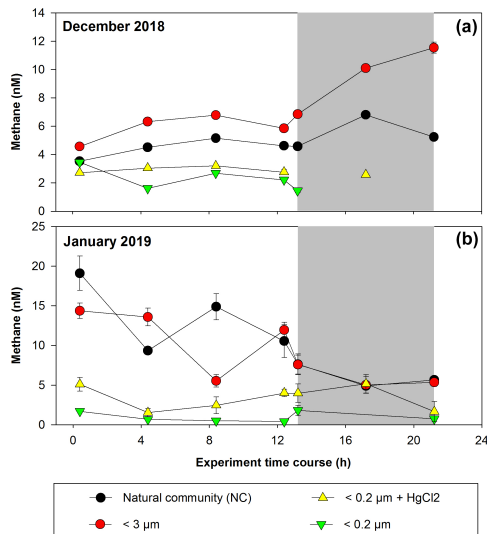 December 2018
(a)
14
12
10
8
6
4
2
0
Methane (nM)
January 2019
(b)
25
20
15
10
5
0
Methane (nM)
0 4 8 12 16 20 24
Experiment time course (h)
Natural community (NC)
< 0.2 µm + HgCl2
< 3 µm
< 0.2 µm